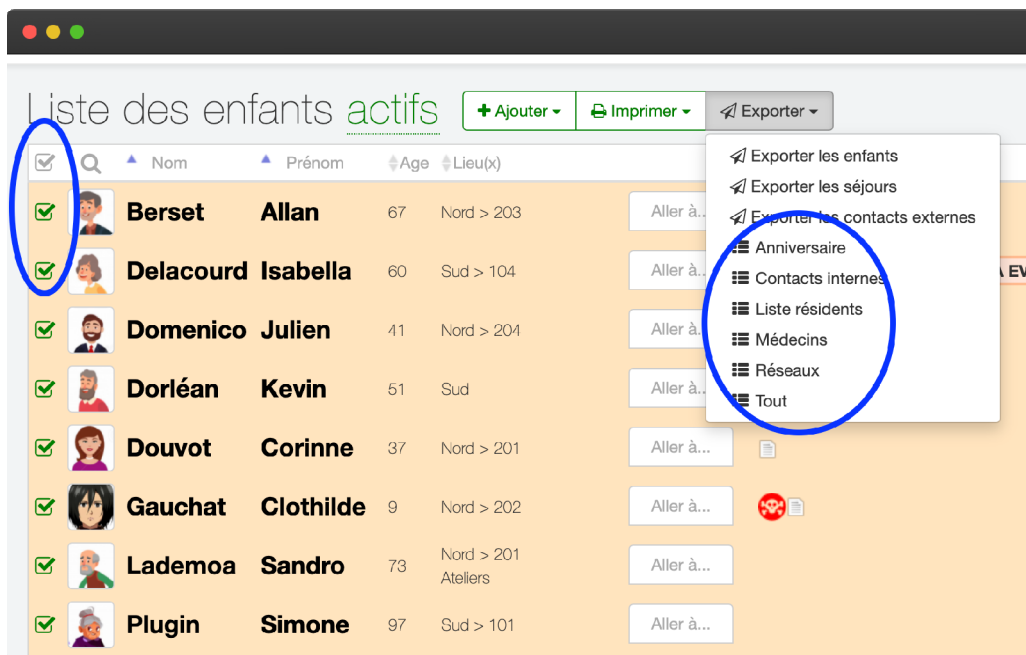 Liste des enfants actifs
Ajouter
Imprimer
Exporter
Nom Prénom Age Lieu(x)
Exporter les enfants
Exporter les séjours
Exporter les contacts externes
Anniversaire
Contacts internes
Liste résidents
Médecins
Réseaux
Tout
Berset Allan 67 Nord > 203 Aller à..
Delacourd Isabella 60 Sud > 104 Aller à.. A EV
Domenico Julien 41 Nord > 204 Aller à..
Dorléan Kevin 51 Sud Aller à..
Douvot Corinne 37 Nord > 201 Aller à...
Gauchat Clothilde 9 Nord > 202 Aller à...
Lademoa Sandro 73 Nord > 201 Aller à...
Ateliers
Plugin Simone 97 Sud > 101 Aller à...